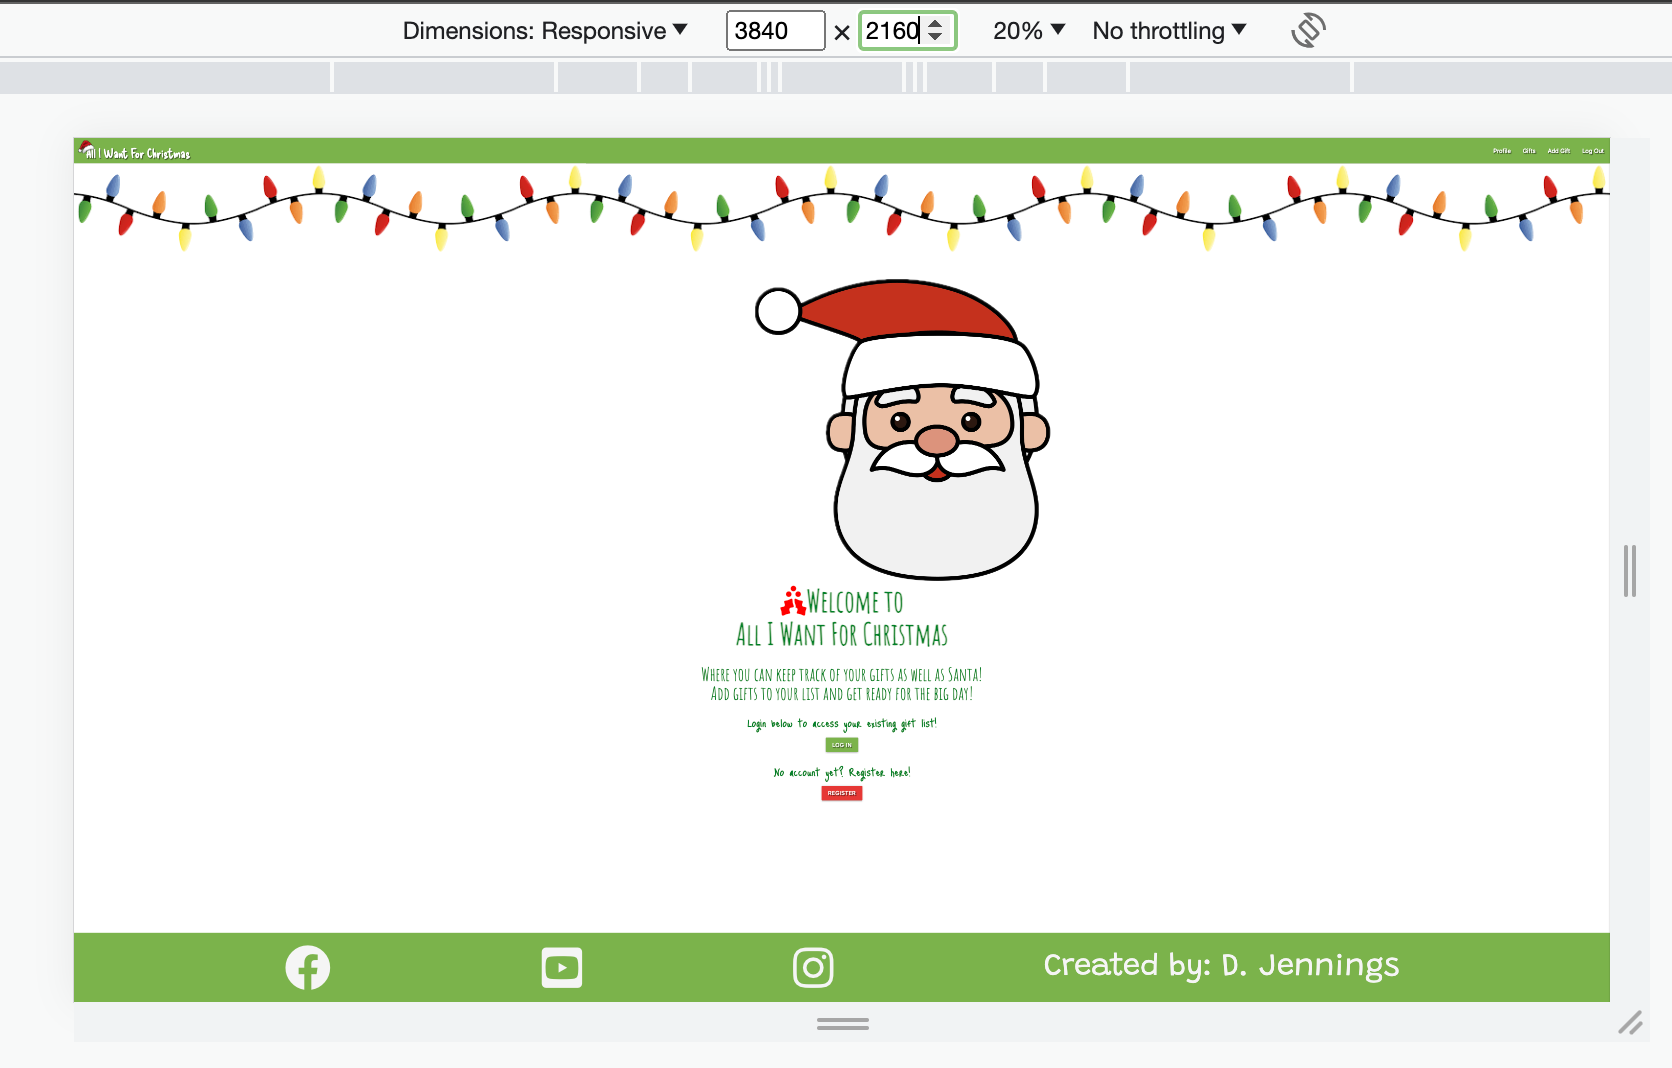 Dimensions: Responsive 3840 × 2160 20% No throttling
All I Want For Christmas Profile Gifts Add Gift Log Out
Welcome to
All I Want For Christmas
Where you can keep track of your gifts as well as Santa!
Add gifts to your list and get ready for the big day!
Login below to access your existing gift list!
LOG IN
No account yet? Register here!
REGISTER
Created by: D. Jennings